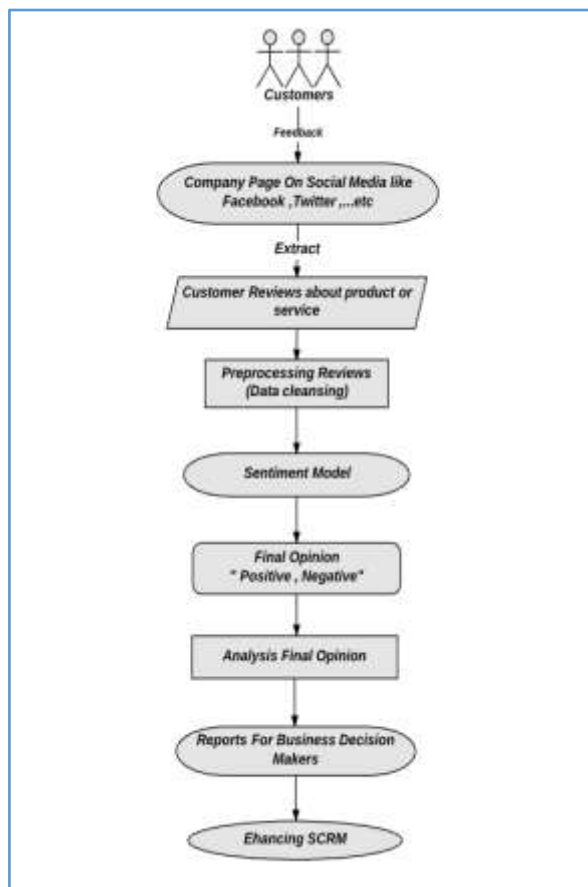 Customers
Feedback
Company Page On Social Media like
Facebook ,Twitter ,...etc
Extract
Customer Reviews about product or
service
Preprocessing Reviews
(Data cleansing)
Sentiment Model
Final Opinion
" Positive , Negative"
Analysis Final Opinion
Reports For Business Decision
Makers
Ehancing SCRM